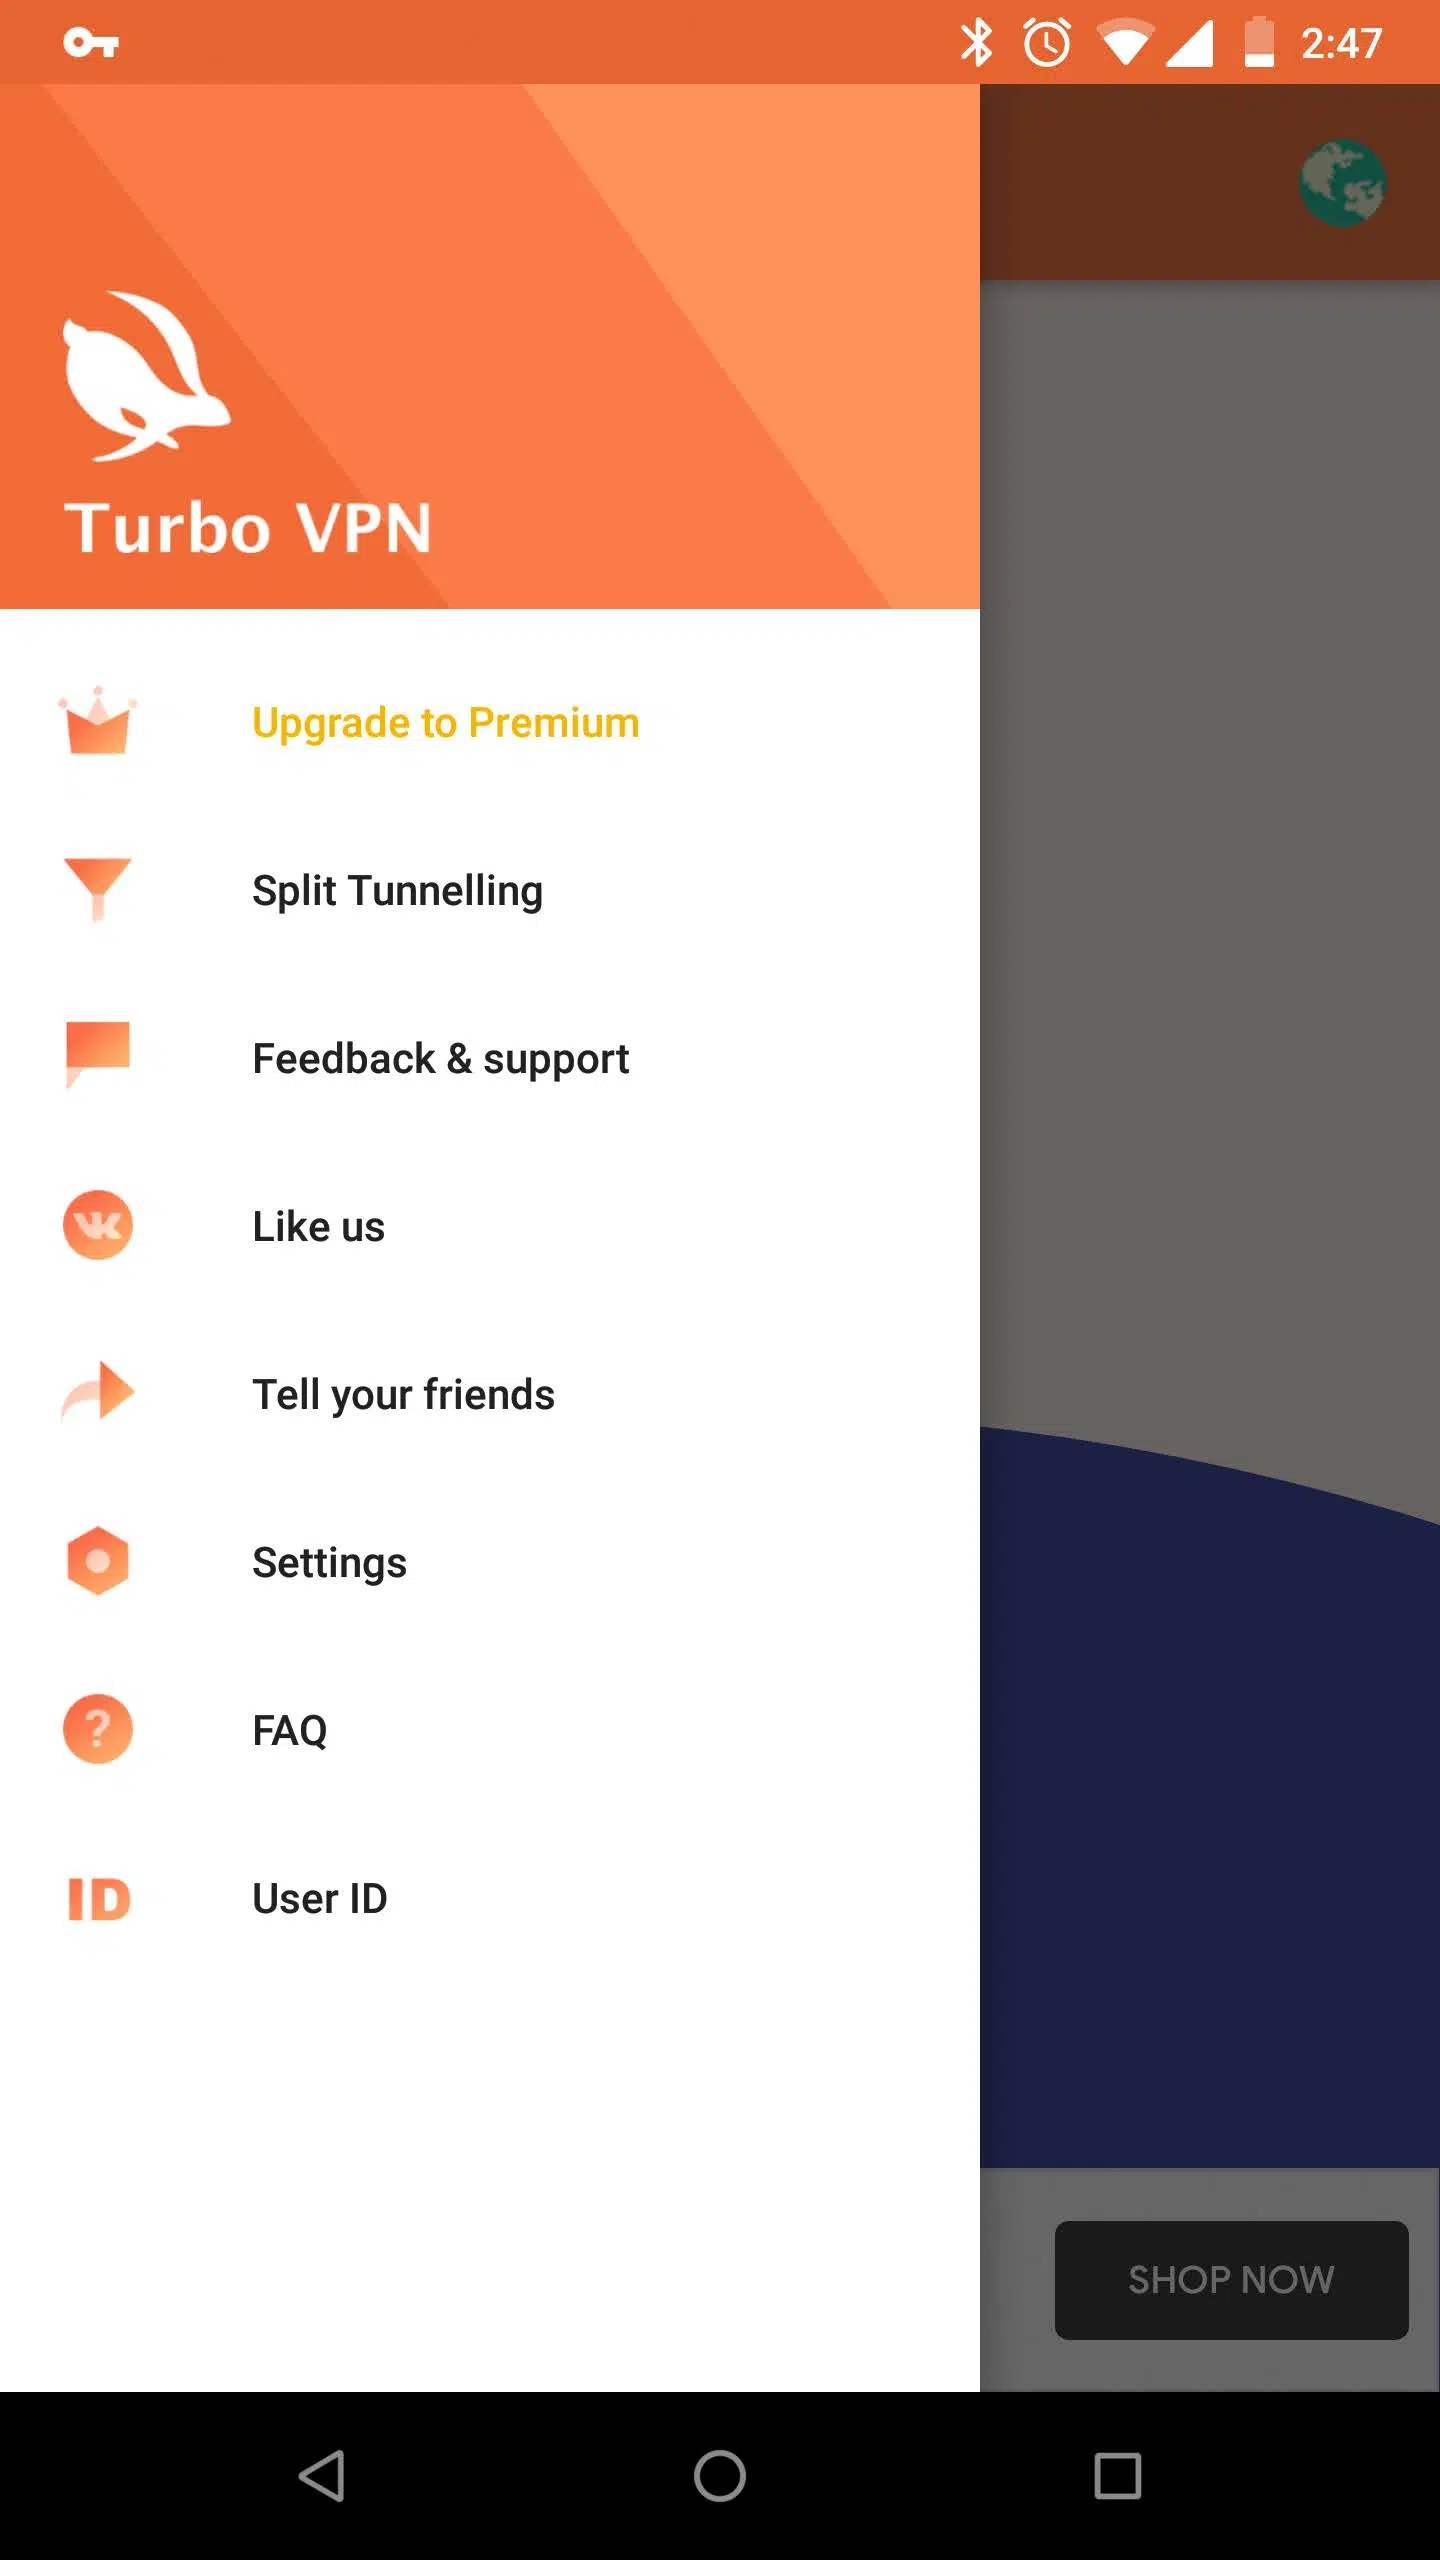 2:47
Turbo VPN
Upgrade to Premium
Split Tunnelling
Feedback & support
Like us
Tell your friends
Settings
? FAQ
ID User ID
SHOP NOW